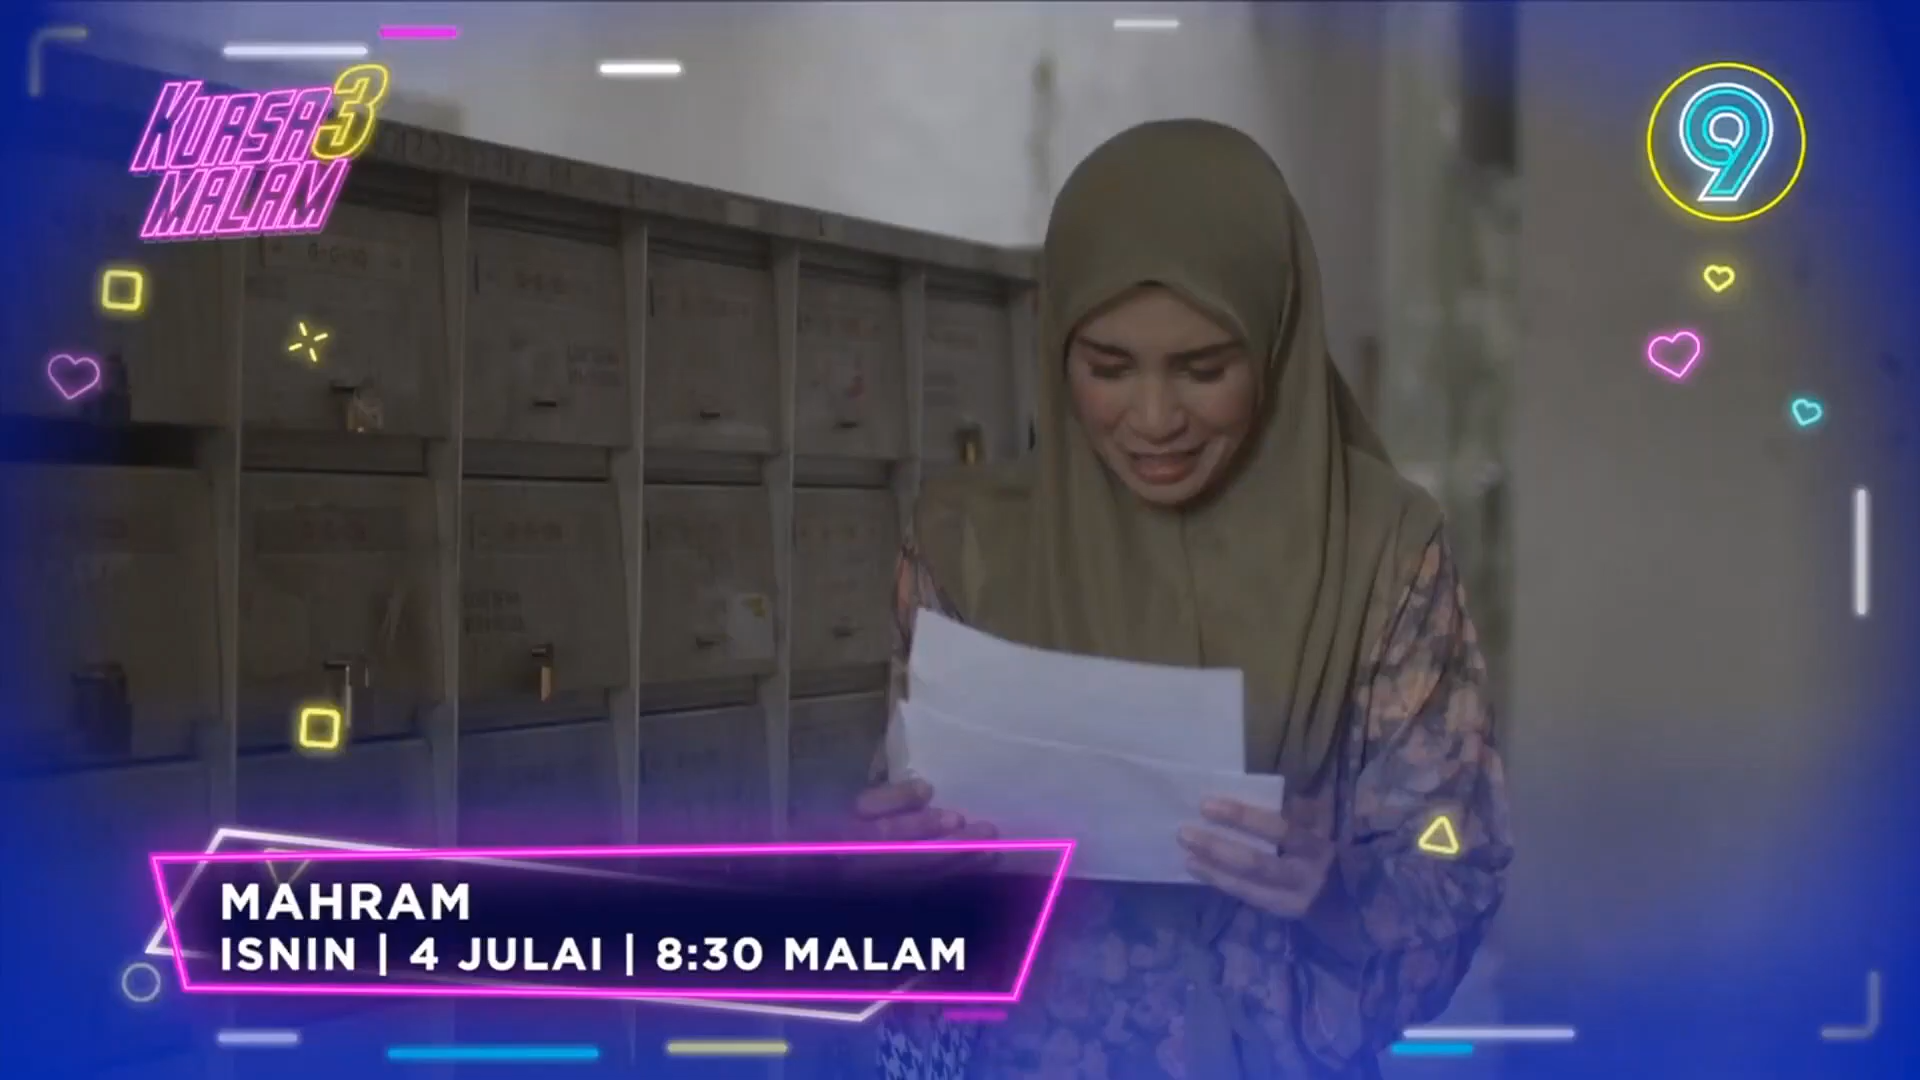 KUASA 3
MALAM
9
MAHRAM
ISNIN | 4 JULAI | 8:30 MALAM